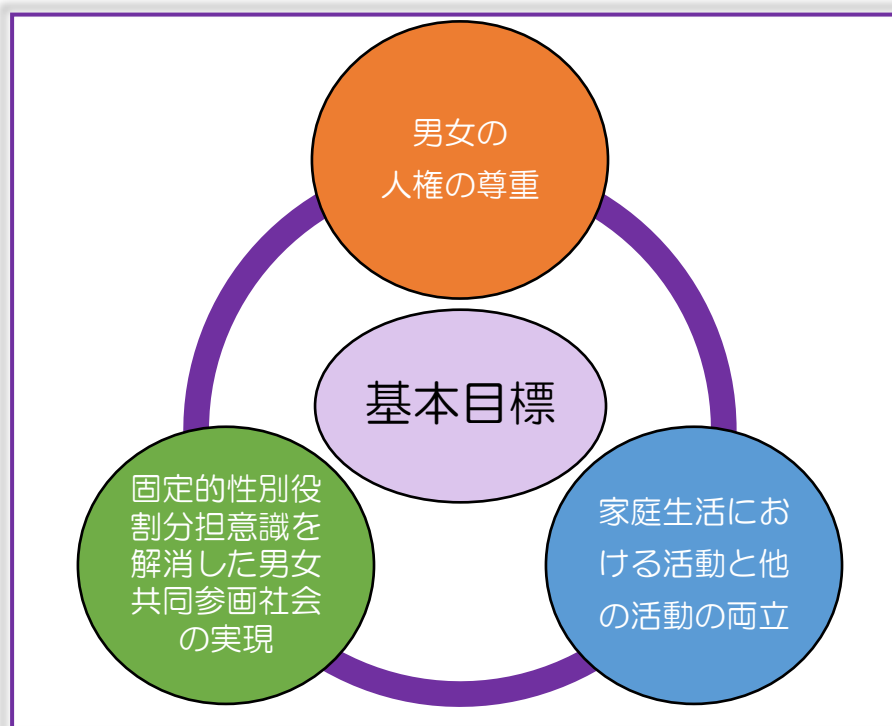 男女の
人権の尊重
基本目標
固定的性別役
割分担意識を
解消した男女
共同参画社会
の実現
家庭生活にお
ける活動と他
の活動の両立